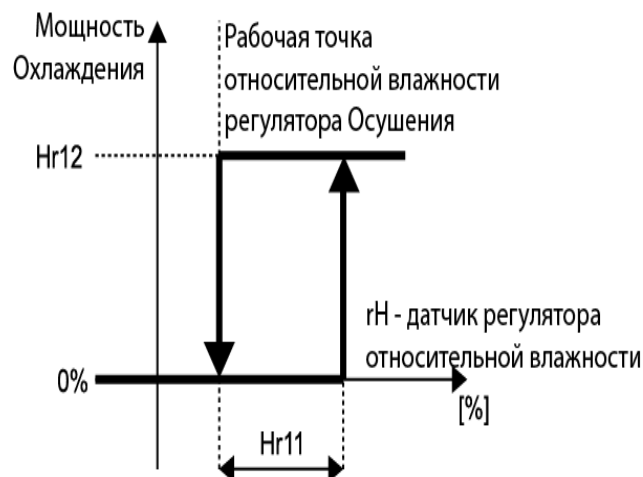 Мощность
Охлаждения
Рабочая точка
относительной влажности
регулятора Осушения
Hr12
rH - датчик регулятора
относительной влажности
0%
[%]
Hr11